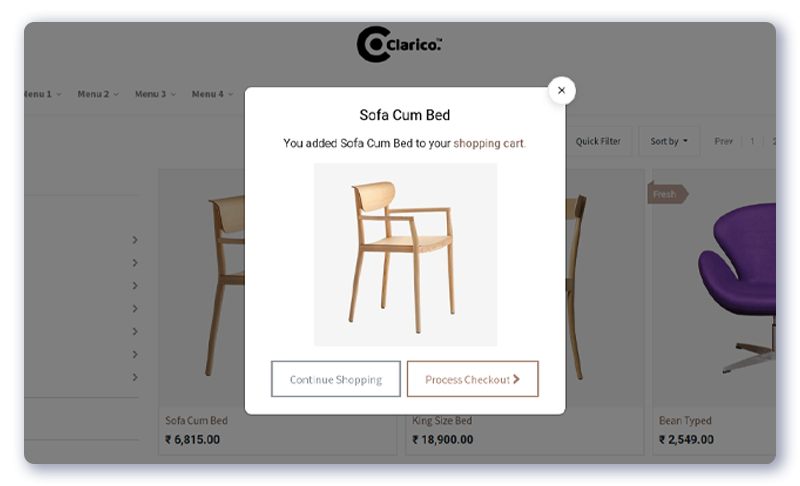 Clarico.™
Menu 1
Menu 2
Menu 3
Menu 4
Sofa Cum Bed
You added Sofa Cum Bed to your shopping cart.
Continue Shopping
Process Checkout
Quick Filter
Sort by
Prev
1
2
Fresh
Sofa Cum Bed
₹ 6,815.00
King Size Bed
₹ 18,900.00
Bean Typed
₹ 2,549.00